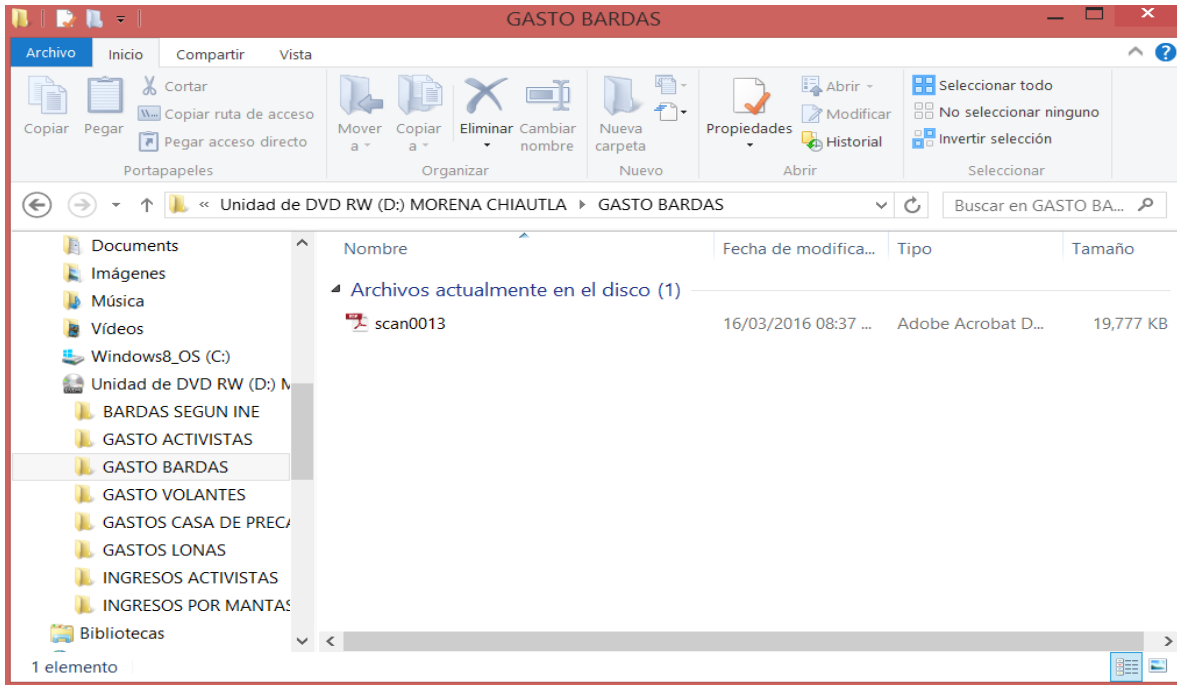 GASTO BARDAS
Archivo Inicio Compartir Vista
Copiar
Pegar
Cortar
Copiar ruta de acceso
Pegar acceso directo
Portapapeles
Mover a
Copiar a
Eliminar
Cambiar nombre
Organizar
Nueva carpeta
Nuevo
Propiedades
Abrir
Modificar
Historial
Abrir
Seleccionar todo
No seleccionar ninguno
Invertir selección
Seleccionar
« Unidad de DVD RW (D:) MORENA CHIAUTLA GASTO BARDAS
Buscar en GASTO BA...
Documents
Imágenes
Música
Vídeos
Windows8_OS (C:)
Unidad de DVD RW (D:) M
BARDAS SEGUN INE
GASTO ACTIVISTAS
GASTO BARDAS
GASTO VOLANTES
GASTOS CASA DE PRECA
GASTOS LONAS
INGRESOS ACTIVISTAS
INGRESOS POR MANTAS
Bibliotecas
Nombre Fecha de modifica... Tipo Tamaño
Archivos actualmente en el disco (1)
scan0013 16/03/2016 08:37 ... Adobe Acrobat D... 19,777 KB
1 elemento